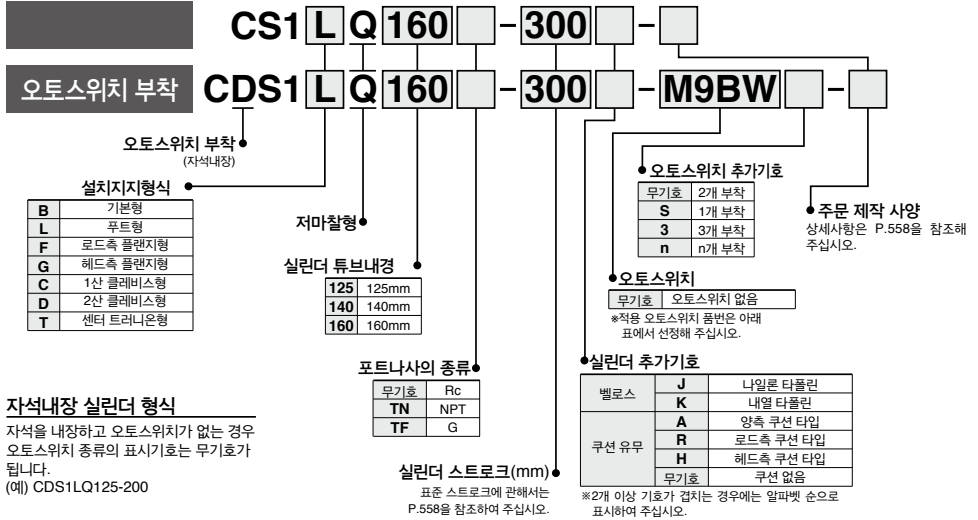 CS1 L Q 160 - 300 -
오토스위치 부착 CDS1 L Q 160 - 300 - M9BW -
오토스위치 부착
(자석내장)
설치지지형식
B 기본형
L 푸트형
F 로드측 플랜지형
G 헤드측 플랜지형
C 1산 클레비스형
D 2산 클레비스형
T 센터 트러니온형
저마찰형
실린더 튜브내경
125 125mm
140 140mm
160 160mm
포트나사의 종류
무기호 Rc
TN NPT
TF G
실린더 스트로크(mm)
표준 스트로크에 관해서는
P.558을 참조하여 주십시오.
오토스위치 추가기호
무기호 2개 부착
S 1개 부착
3 3개 부착
n n개 부착
주문 제작 사양
상세사항은 P.558을 참조해
주십시오.
오토스위치
무기호 오토스위치 없음
※적용 오토스위치 품번은 아래
표에서 선정해 주십시오.
실린더 추가기호
벨로스 J 나일론 타폴린
K 내열 타폴린
쿠션 유무 A 양측 쿠션 타입
R 로드측 쿠션 타입
H 헤드측 쿠션 타입
무기호 쿠션 없음
※2개 이상 기호가 겹치는 경우에는 알파벳 순으로
표시하여 주십시오.
자석내장 실린더 형식
자석을 내장하고 오토스위치가 없는 경우
오토스위치 종류의 표시기호는 무기호가
됩니다.
(예) CDS1LQ125-200